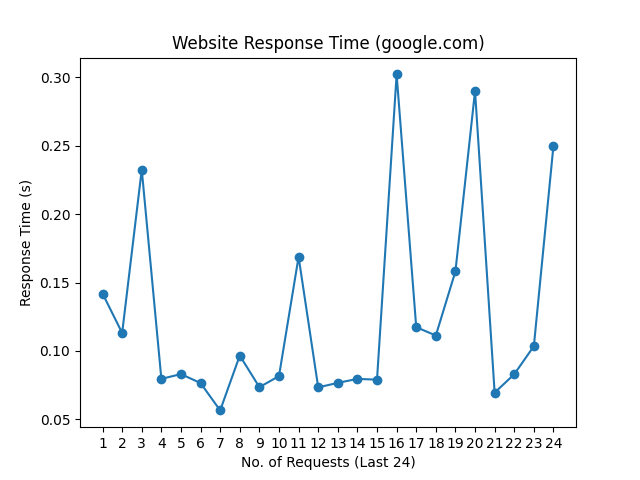 Website Response Time (google.com)
0.30
0.25
0.20
0.15
0.10
0.05
Response Time (s)
1 2 3 4 5 6 7 8 9 10 11 12 13 14 15 16 17 18 19 20 21 22 23 24
No. of Requests (Last 24)